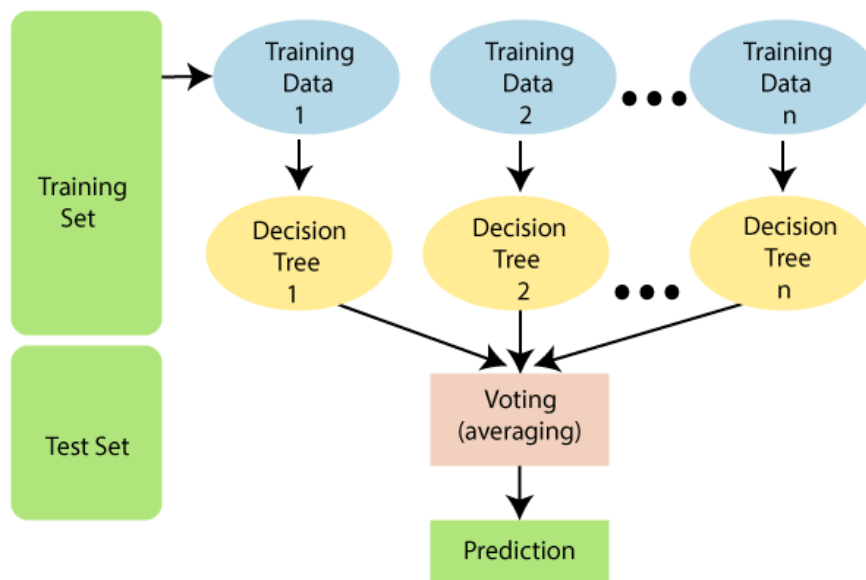 Training
Set
Test Set
Training
Data
1
Training
Data
2
Training
Data
n
Decision
Tree
1
Decision
Tree
2
Decision
Tree
n
Voting
(averaging)
Prediction